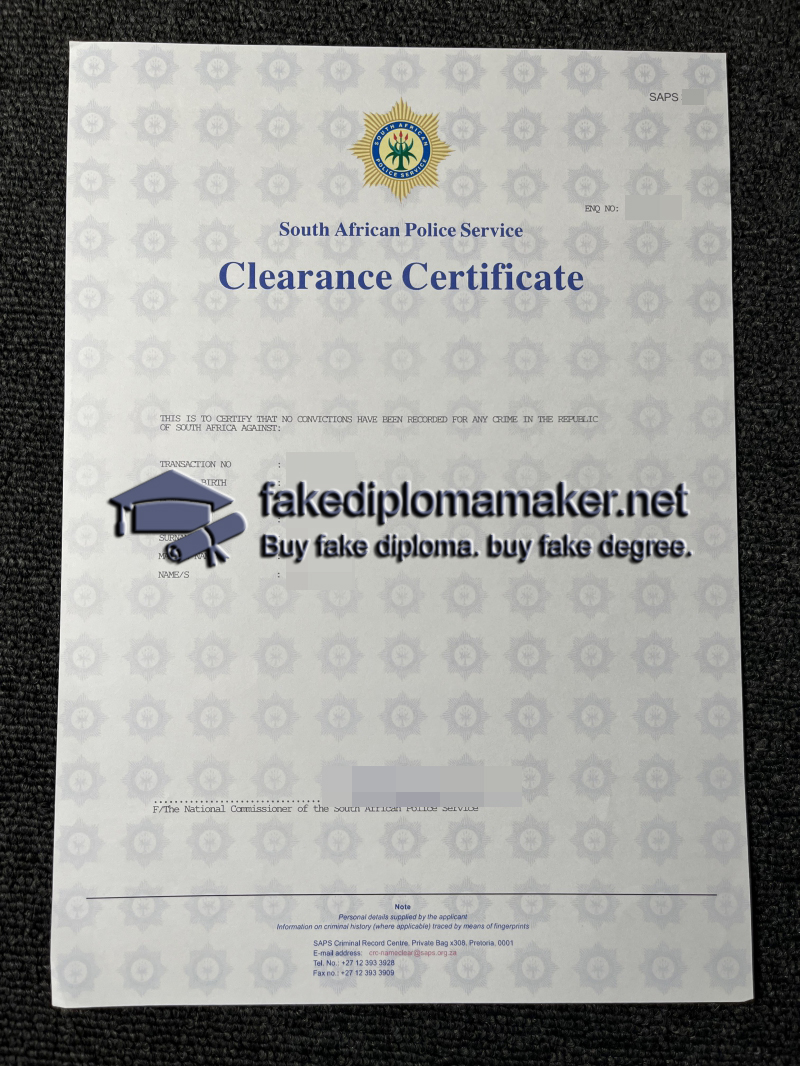 SAPS
SOUTH AFRICAN
POLICE SERVICE
ENQ NO:
South African Police Service
Clearance Certificate
THIS IS TO CERTIFY THAT NO CONVICTIONS HAVE BEEN RECORDED FOR ANY CRIME IN THE REPUBLIC
OF SOUTH AFRICA AGAINST:
TRANSACTION NO :
BIRTH :
fakediplomamaker.net
Buy fake diploma. buy fake degree.
NAME/S :
F/The National Commissioner of the South African Police Service
Note
Personal details supplied by the applicant
Information on criminal history (where applicable) traced by means of fingerprints
SAPS Criminal Record Centre, Private Bag x308, Pretoria, 0001
E-mail address: crc-nameclear@saps.org.za
Tel. No.: +27 12 393 3928
Fax no.: +27 12 393 3909